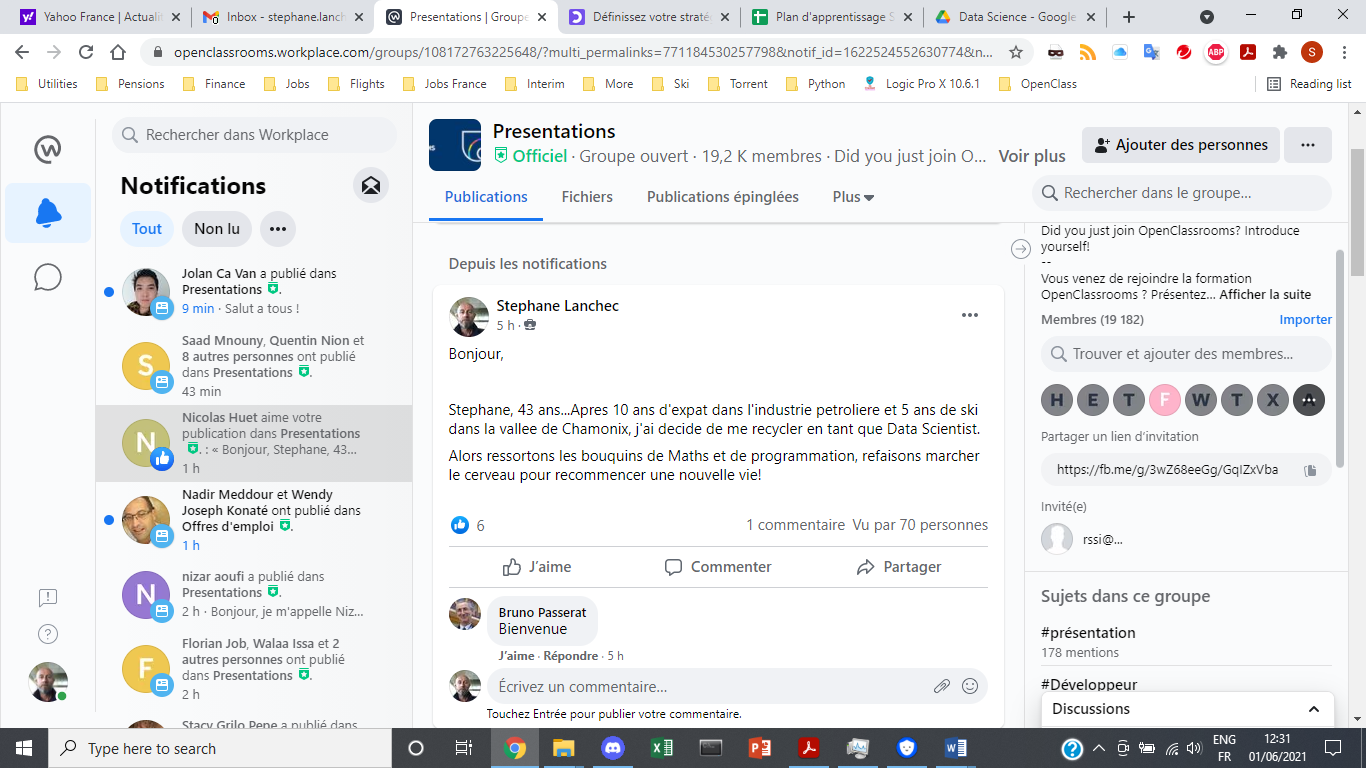 Yahoo France | Actuali
Inbox - stephane.lanch
Presentations | Groupe
Définissez votre straté
Plan d'apprentissage S
Data Science - Google
openclassrooms.workplace.com/groups/108172763225648/?multi_permalinks=771184530257798&notif_id=1622524552630774&n...
Utilities
Pensions
Finance
Jobs
Flights
Jobs France
Interim
More
Ski
Torrent
Python
Logic Pro X 10.6.1
OpenClass
Reading list
Rechercher dans Workplace
Notifications
Tout
Non lu
Jolan Ca Van a publié dans
Presentations.
9 min · Salut a tous !
Saad Mnouny, Quentin Nion et
8 autres personnes ont publié
dans Presentations.
43 min
Nicolas Huet aime votre
publication dans Presentations
. : « Bonjour, Stephane, 43...
1 h
Nadir Meddour et Wendy
Joseph Konaté ont publié dans
Offres d'emploi.
1 h
nizar aoufi a publié dans
Presentations.
2 h · Bonjour, je m'appelle Niz...
Florian Job, Walaa Issa et 2
autres personnes ont publié
dans Presentations.
2 h
Stacy Grilo Pepe a publié dans
Presentations
Officiel · Groupe ouvert · 19,2 K membres · Did you just join O... Voir plus
Ajouter des personnes
Publications
Fichiers
Publications épinglées
Plus
Rechercher dans le groupe...
Depuis les notifications
Stephane Lanchec
5 h ·
Bonjour,
Stephane, 43 ans...Apres 10 ans d'expat dans l'industrie petroliere et 5 ans de ski
dans la vallee de Chamonix, j'ai decide de me recycler en tant que Data Scientist.
Alors ressortons les bouquins de Maths et de programmation, refaisons marcher
le cerveau pour recommencer une nouvelle vie!
6
1 commentaire Vu par 70 personnes
J'aime
Commenter
Partager
Bruno Passerat
Bienvenue
J'aime · Répondre · 5 h
Écrivez un commentaire...
Touchez Entrée pour publier votre commentaire.
Did you just join OpenClassrooms? Introduce
yourself!
--
Vous venez de rejoindre la formation
OpenClassrooms ? Présentez... Afficher la suite
Membres (19 182)
Importer
Trouver et ajouter des membres...
H E T F W T X A
Partager un lien d'invitation
https://fb.me/g/3wZ68eeGg/GqIZxVba
Invité(e)
rssi@...
Sujets dans ce groupe
#présentation
178 mentions
#Développeur
Discussions
Type here to search
ENG
FR
12:31
01/06/2021